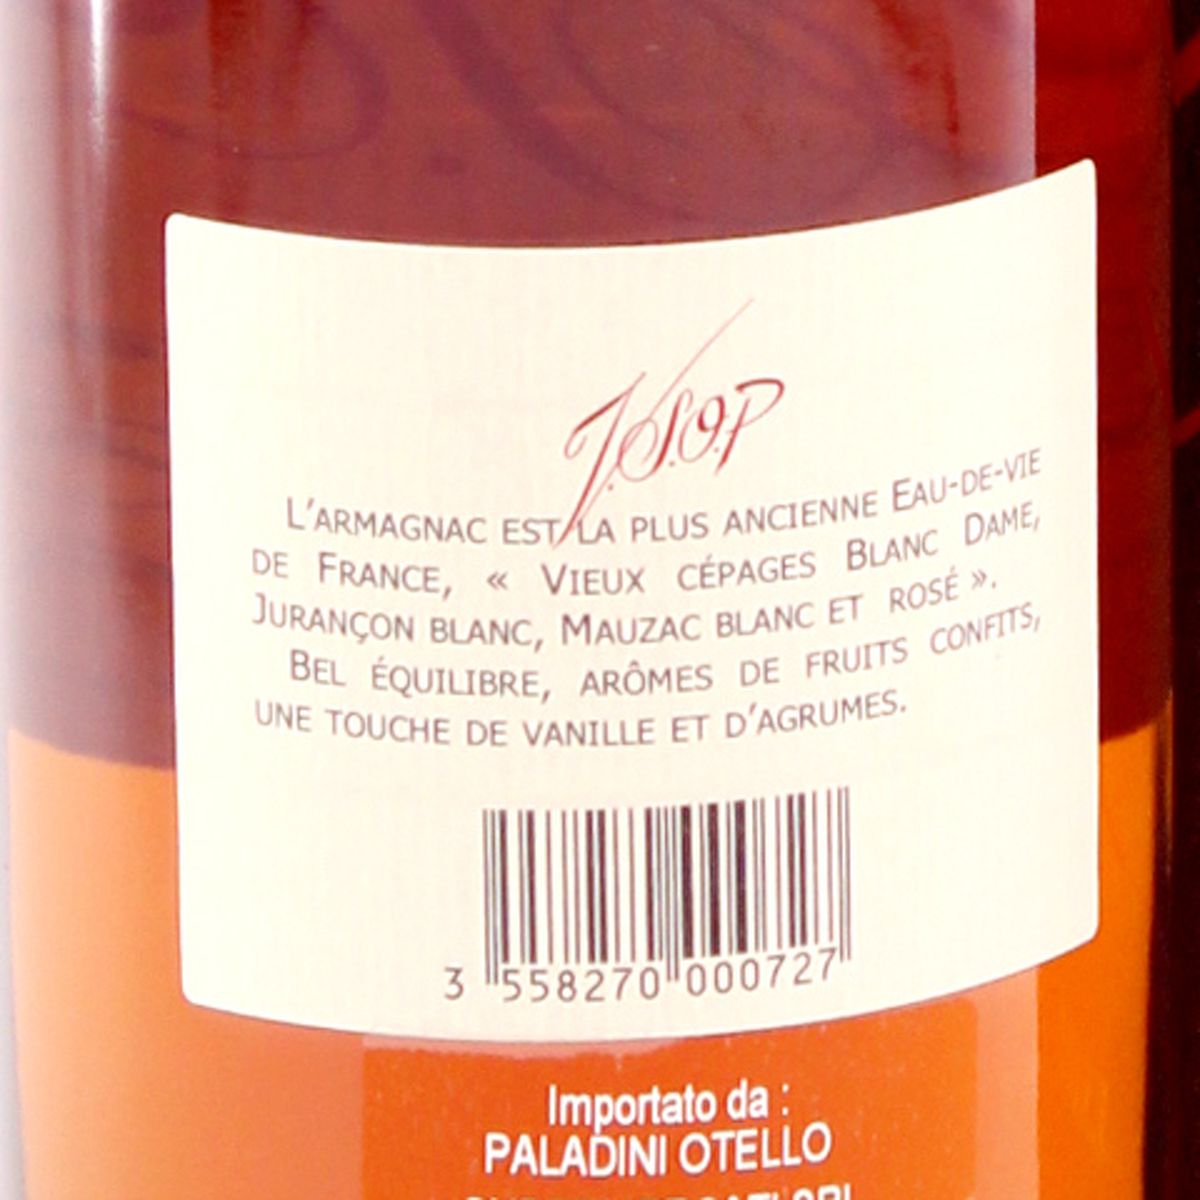 V.S.O.P
L'ARMAGNAC EST LA PLUS ANCIENNE EAU-DE-VIE
DE FRANCE, « VIEUX CÉPAGES BLANC DAME,
JURANÇON BLANC, MAUZAC BLANC ET ROSÉ ».
BEL ÉQUILIBRE, ARÔMES DE FRUITS CONFITS,
UNE TOUCHE DE VANILLE ET D'AGRUMES.
3 558270 000727
Importato da :
PALADINI OTELLO